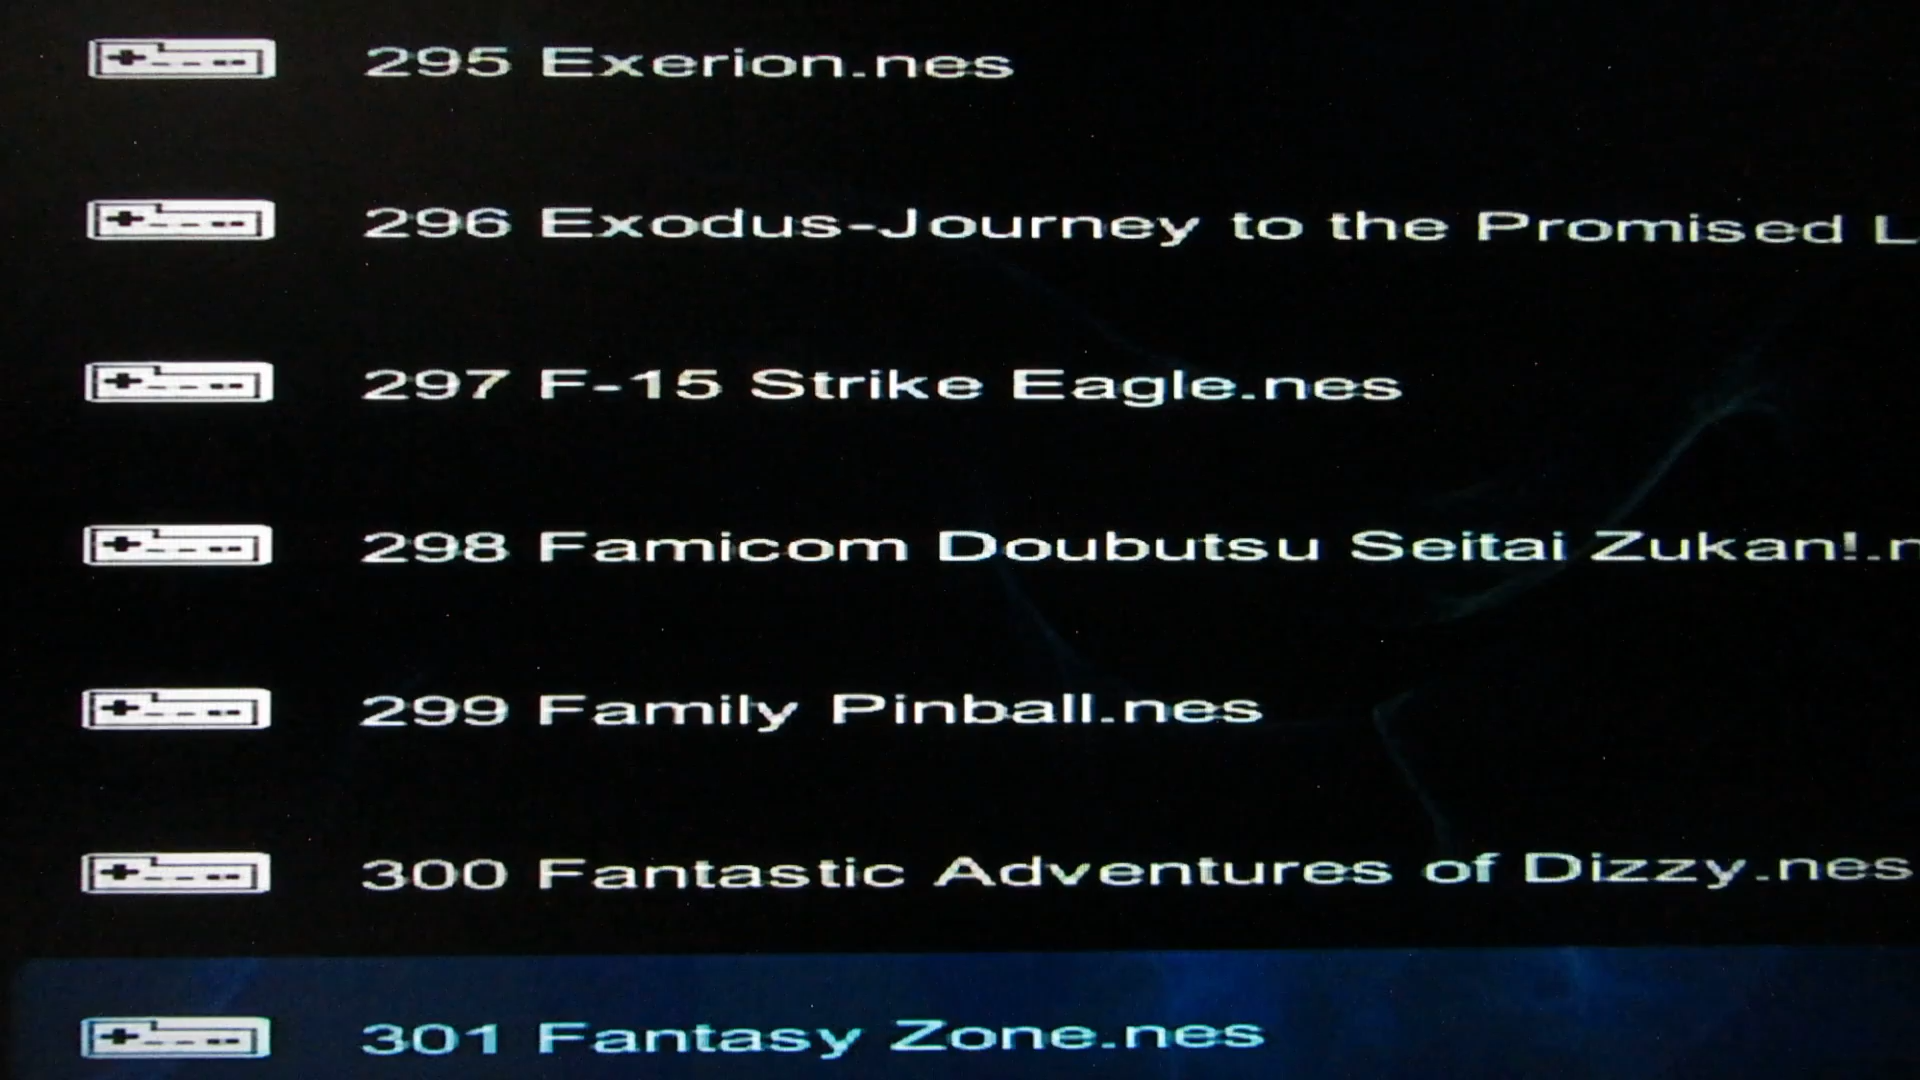 295 Exerion.nes
296 Exodus-Journey to the Promised L
297 F-15 Strike Eagle.nes
298 Famicom Doubutsu Seitai Zukan!.n
299 Family Pinball.nes
300 Fantastic Adventures of Dizzy.nes
301 Fantasy Zone.nes